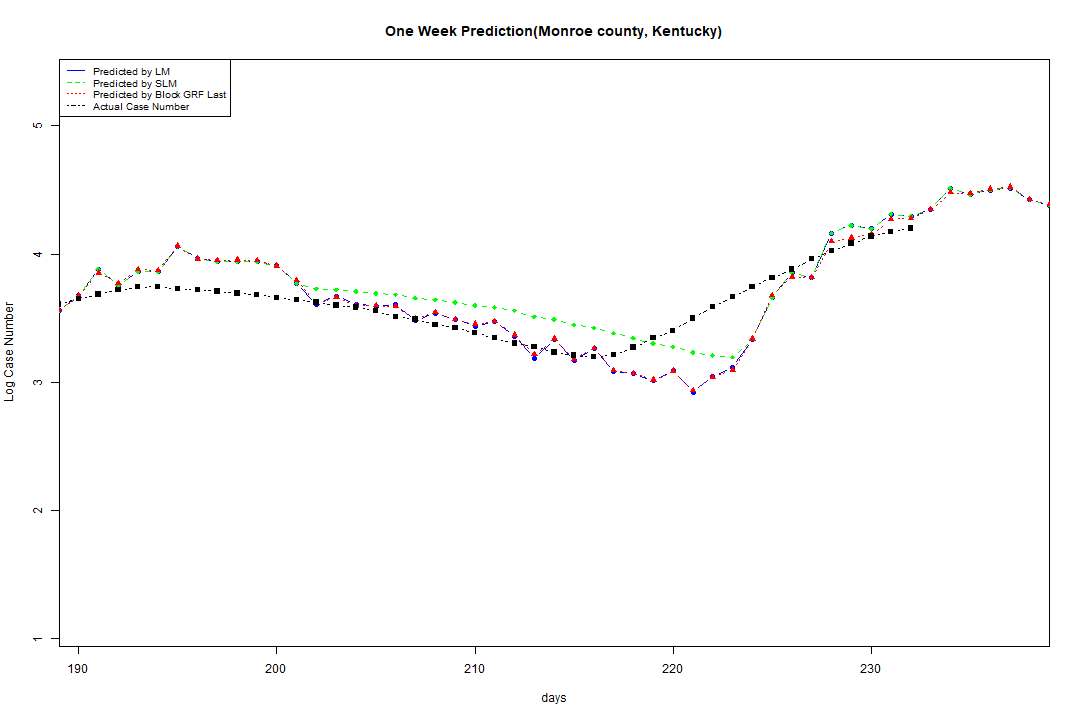 One Week Prediction(Monroe county, Kentucky)
Predicted by LM
Predicted by SLM
Predicted by Block GRF Last
Actual Case Number
5
4
3
2
1
Log Case Number
190 200 210 220 230
days